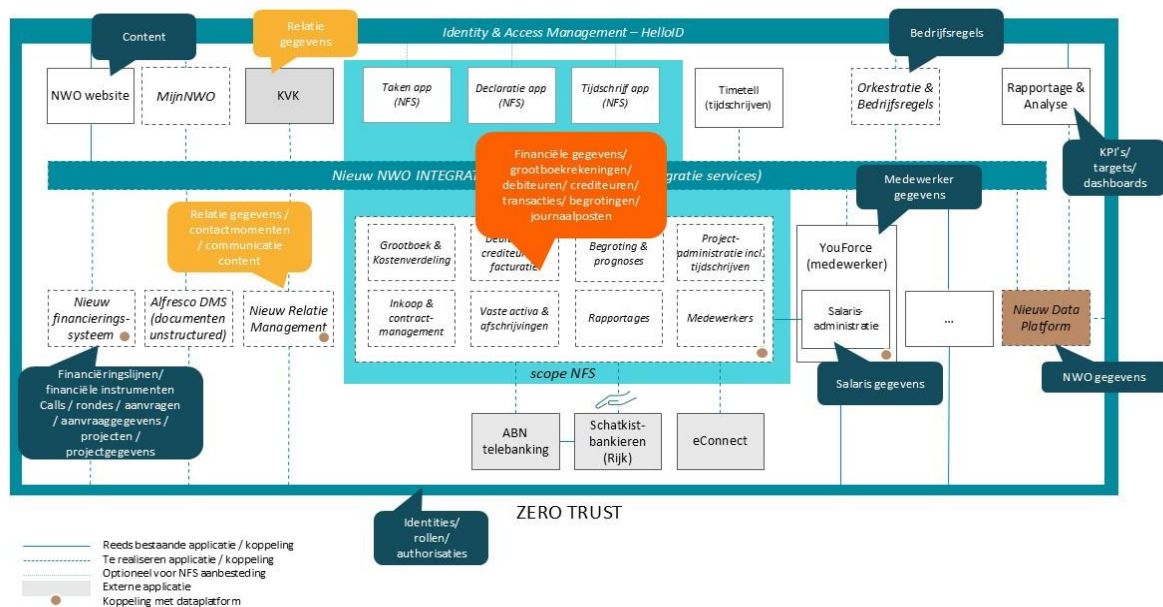 Content
Relatie
gegevens
Identity & Access Management – HelloID
Bedrijfsregels
NWO website
MijnNWO
KVK
Taken app
(NFS)
Declaratie app
(NFS)
Tijdschrijf app
(NFS)
Timetell
(tijdschrijven)
Orkestratie &
Bedrijfsregels
Rapportage &
Analyse
KPI's/
targets/
dashboards
Financiële gegevens/
grootboekrekeningen/
debiteuren/ crediteuren/
transacties/ begrotingen/
journaalposten
Nieuw NWO INTEGRAT
gratie services)
Medewerker
gegevens
Relatie gegevens /
contactmomenten
/ communicatie
content
Grootboek &
Kostenverdeling
facturatie
Begroting &
prognoses
Project-
administratie incl.
tijdschrijven
YouForce
(medewerker)
Nieuw
financierings-
systeem
Alfresco DMS
(documenten
unstructured)
Nieuw Relatie
Management
Inkoop &
contract-
management
Vaste activa &
afschrijvingen
Rapportages
Medewerkers
Salaris-
administratie
...
Nieuw Data
Platform
scope NFS
Salaris gegevens
NWO gegevens
Financiëringslijnen/
financiële instrumenten
Calls / rondes / aanvragen
/ aanvraaggegevens /
projecten /
projectgegevens
ABN
telebanking
Schatkist-
bankieren
(Rijk)
eConnect
Identities/
rollen/
authorisaties
ZERO TRUST
Reeds bestaande applicatie / koppeling
Te realiseren applicatie / koppeling
Optioneel voor NFS aanbesteding
Externe applicatie
Koppeling met dataplatform